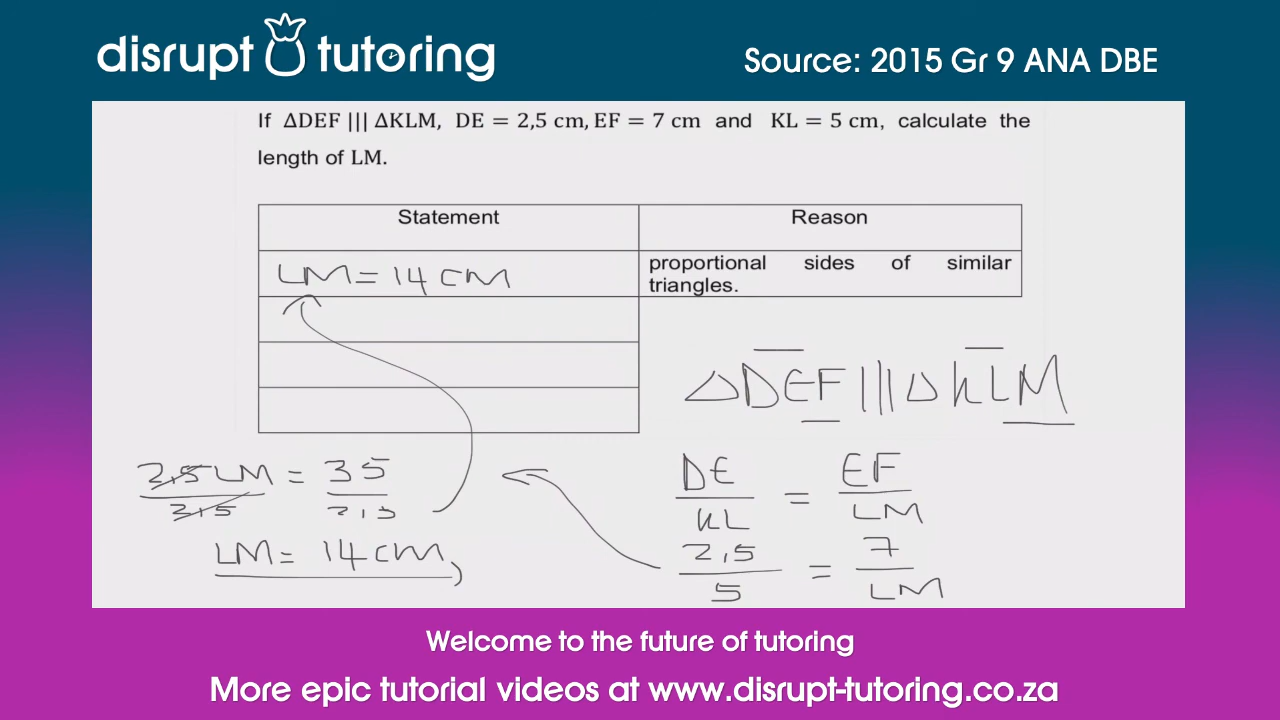 disrupt tutoring
Source: 2015 Gr 9 ANA DBE
If ΔDEF ||| ΔKLM, DE = 2,5 cm, EF = 7 cm and KL = 5 cm, calculate the
length of LM.
Statement
Reason
LM = 14 CM
proportional sides of similar
triangles.
ΔDEF ||| ΔKLM
DE/KL = EF/LM
2,5/5 = 7/LM
2,5 LM/2,5 = 35/2,5
LM = 14 cm
Welcome to the future of tutoring
More epic tutorial videos at www.disrupt-tutoring.co.za